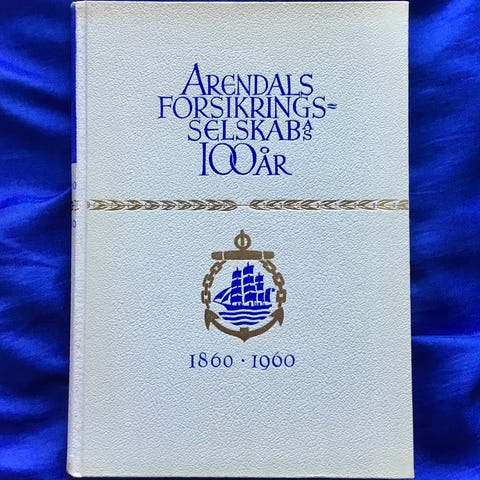 ARENDALS
FORSIKRINGS-
SELSKAB A/S
100 ÅR
1860 · 1960